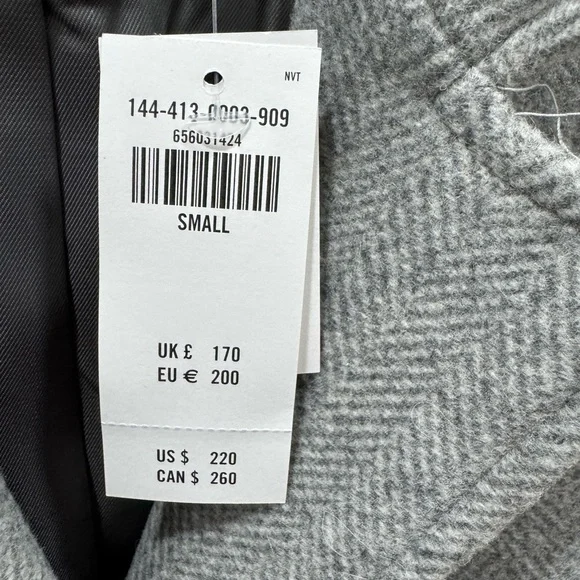 NVT
144-413-0003-909
656031424
SMALL
UK £ 170
EU € 200
US $ 220
CAN $ 260